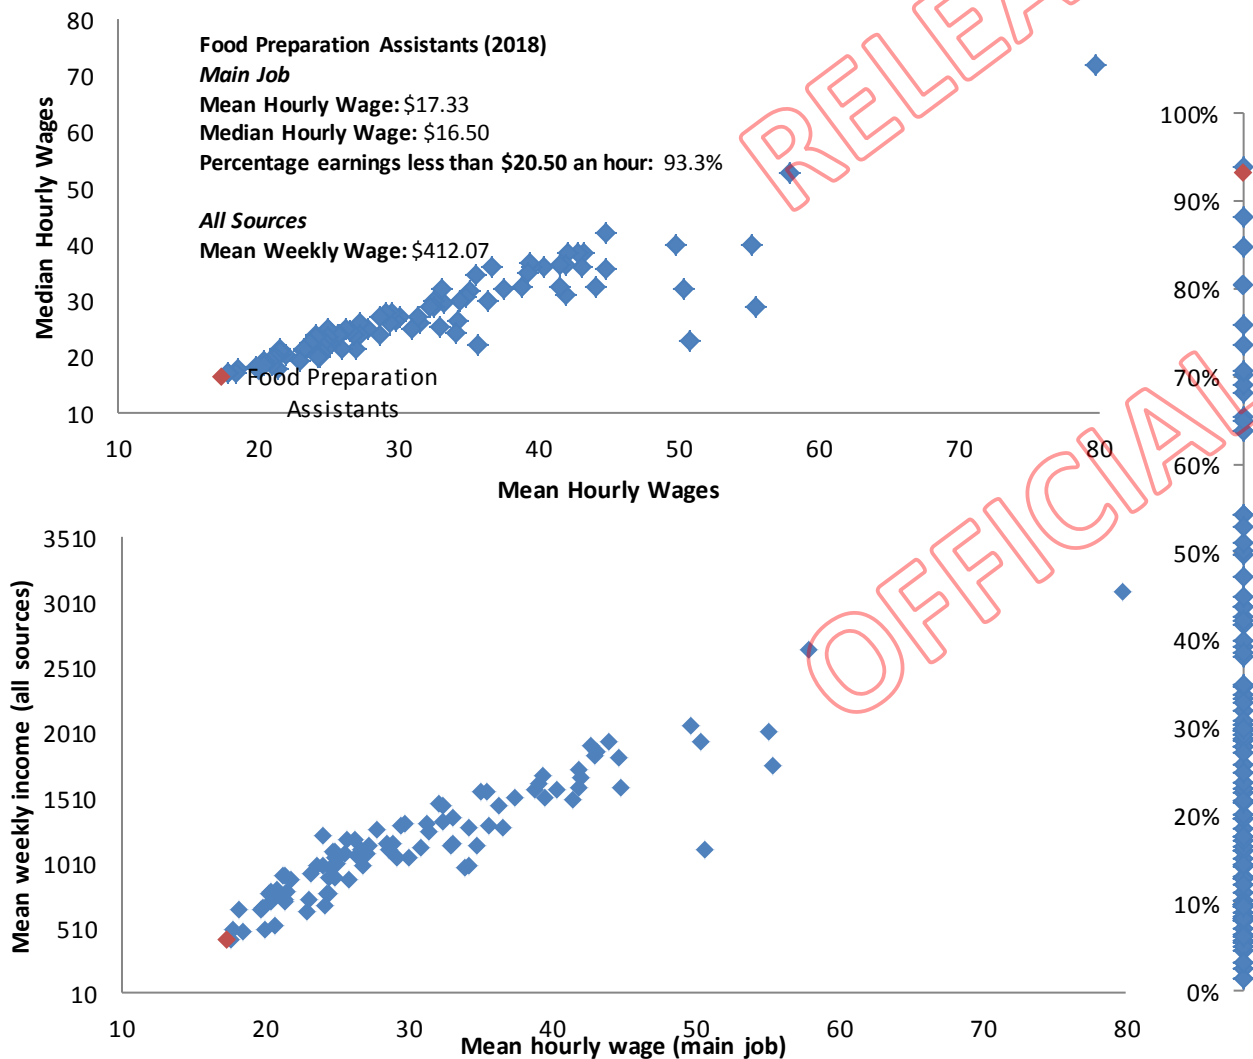 80
70
60
50
40
30
20
10
Median Hourly Wages
Food Preparation Assistants (2018)
Main Job
Mean Hourly Wage: $17.33
Median Hourly Wage: $16.50
Percentage earnings less than $20.50 an hour: 93.3%
All Sources
Mean Weekly Wage: $412.07
Food Preparation
Assistants
10 20 30 40 50 60 70 80
Mean Hourly Wages
100%
90%
80%
70%
60%
50%
40%
30%
20%
10%
0%
3510
3010
2510
2010
1510
1010
510
10
Mean weekly income (all sources)
10 20 30 40 50 60 70 80
Mean hourly wage (main job)
OFFICIAL